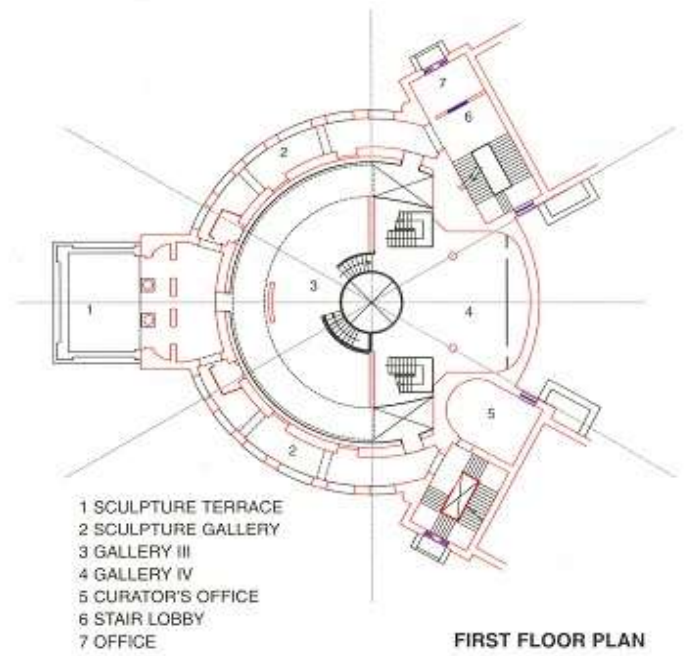 7
6
2
3
1
4
5
2
1 SCULPTURE TERRACE
2 SCULPTURE GALLERY
3 GALLERY III
4 GALLERY IV
5 CURATOR'S OFFICE
6 STAIR LOBBY
7 OFFICE
FIRST FLOOR PLAN